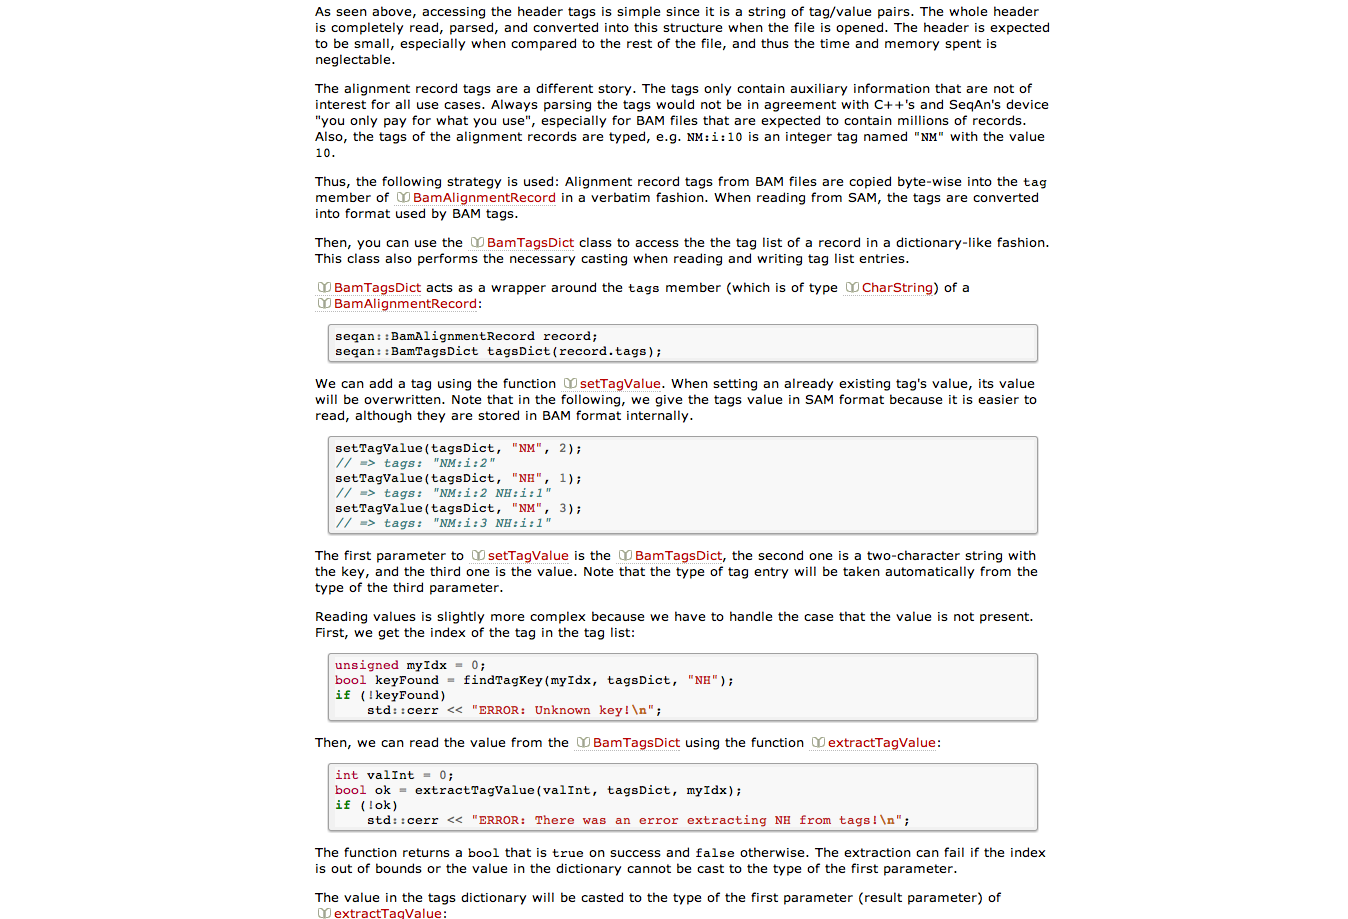 As seen above, accessing the header tags is simple since it is a string of tag/value pairs. The whole header
is completely read, parsed, and converted into this structure when the file is opened. The header is expected
to be small, especially when compared to the rest of the file, and thus the time and memory spent is
neglectable.
The alignment record tags are a different story. The tags only contain auxiliary information that are not of
interest for all use cases. Always parsing the tags would not be in agreement with C++'s and SeqAn's device
"you only pay for what you use", especially for BAM files that are expected to contain millions of records.
Also, the tags of the alignment records are typed, e.g. NM:i:10 is an integer tag named "NM" with the value
10.
Thus, the following strategy is used: Alignment record tags from BAM files are copied byte-wise into the tag
member of BamAlignmentRecord in a verbatim fashion. When reading from SAM, the tags are converted
into format used by BAM tags.
Then, you can use the BamTagsDict class to access the the tag list of a record in a dictionary-like fashion.
This class also performs the necessary casting when reading and writing tag list entries.
BamTagsDict acts as a wrapper around the tags member (which is of type CharString) of a
BamAlignmentRecord:
seqan::BamAlignmentRecord record;
seqan::BamTagsDict tagsDict(record.tags);
We can add a tag using the function setTagValue. When setting an already existing tag's value, its value
will be overwritten. Note that in the following, we give the tags value in SAM format because it is easier to
read, although they are stored in BAM format internally.
setTagValue(tagsDict, "NM", 2);
// => tags: "NM:i:2"
setTagValue(tagsDict, "NH", 1);
// => tags: "NM:i:2 NH:i:1"
setTagValue(tagsDict, "NM", 3);
// => tags: "NM:i:3 NH:i:1"
The first parameter to setTagValue is the BamTagsDict, the second one is a two-character string with
the key, and the third one is the value. Note that the type of tag entry will be taken automatically from the
type of the third parameter.
Reading values is slightly more complex because we have to handle the case that the value is not present.
First, we get the index of the tag in the tag list:
unsigned myIdx = 0;
bool keyFound = findTagKey(myIdx, tagsDict, "NH");
if (!keyFound)
    std::cerr << "ERROR: Unknown key!\n";
Then, we can read the value from the BamTagsDict using the function extractTagValue:
int valInt = 0;
bool ok = extractTagValue(valInt, tagsDict, myIdx);
if (!ok)
    std::cerr << "ERROR: There was an error extracting NH from tags!\n";
The function returns a bool that is true on success and false otherwise. The extraction can fail if the index
is out of bounds or the value in the dictionary cannot be cast to the type of the first parameter.
The value in the tags dictionary will be casted to the type of the first parameter (result parameter) of
extractTagValue: